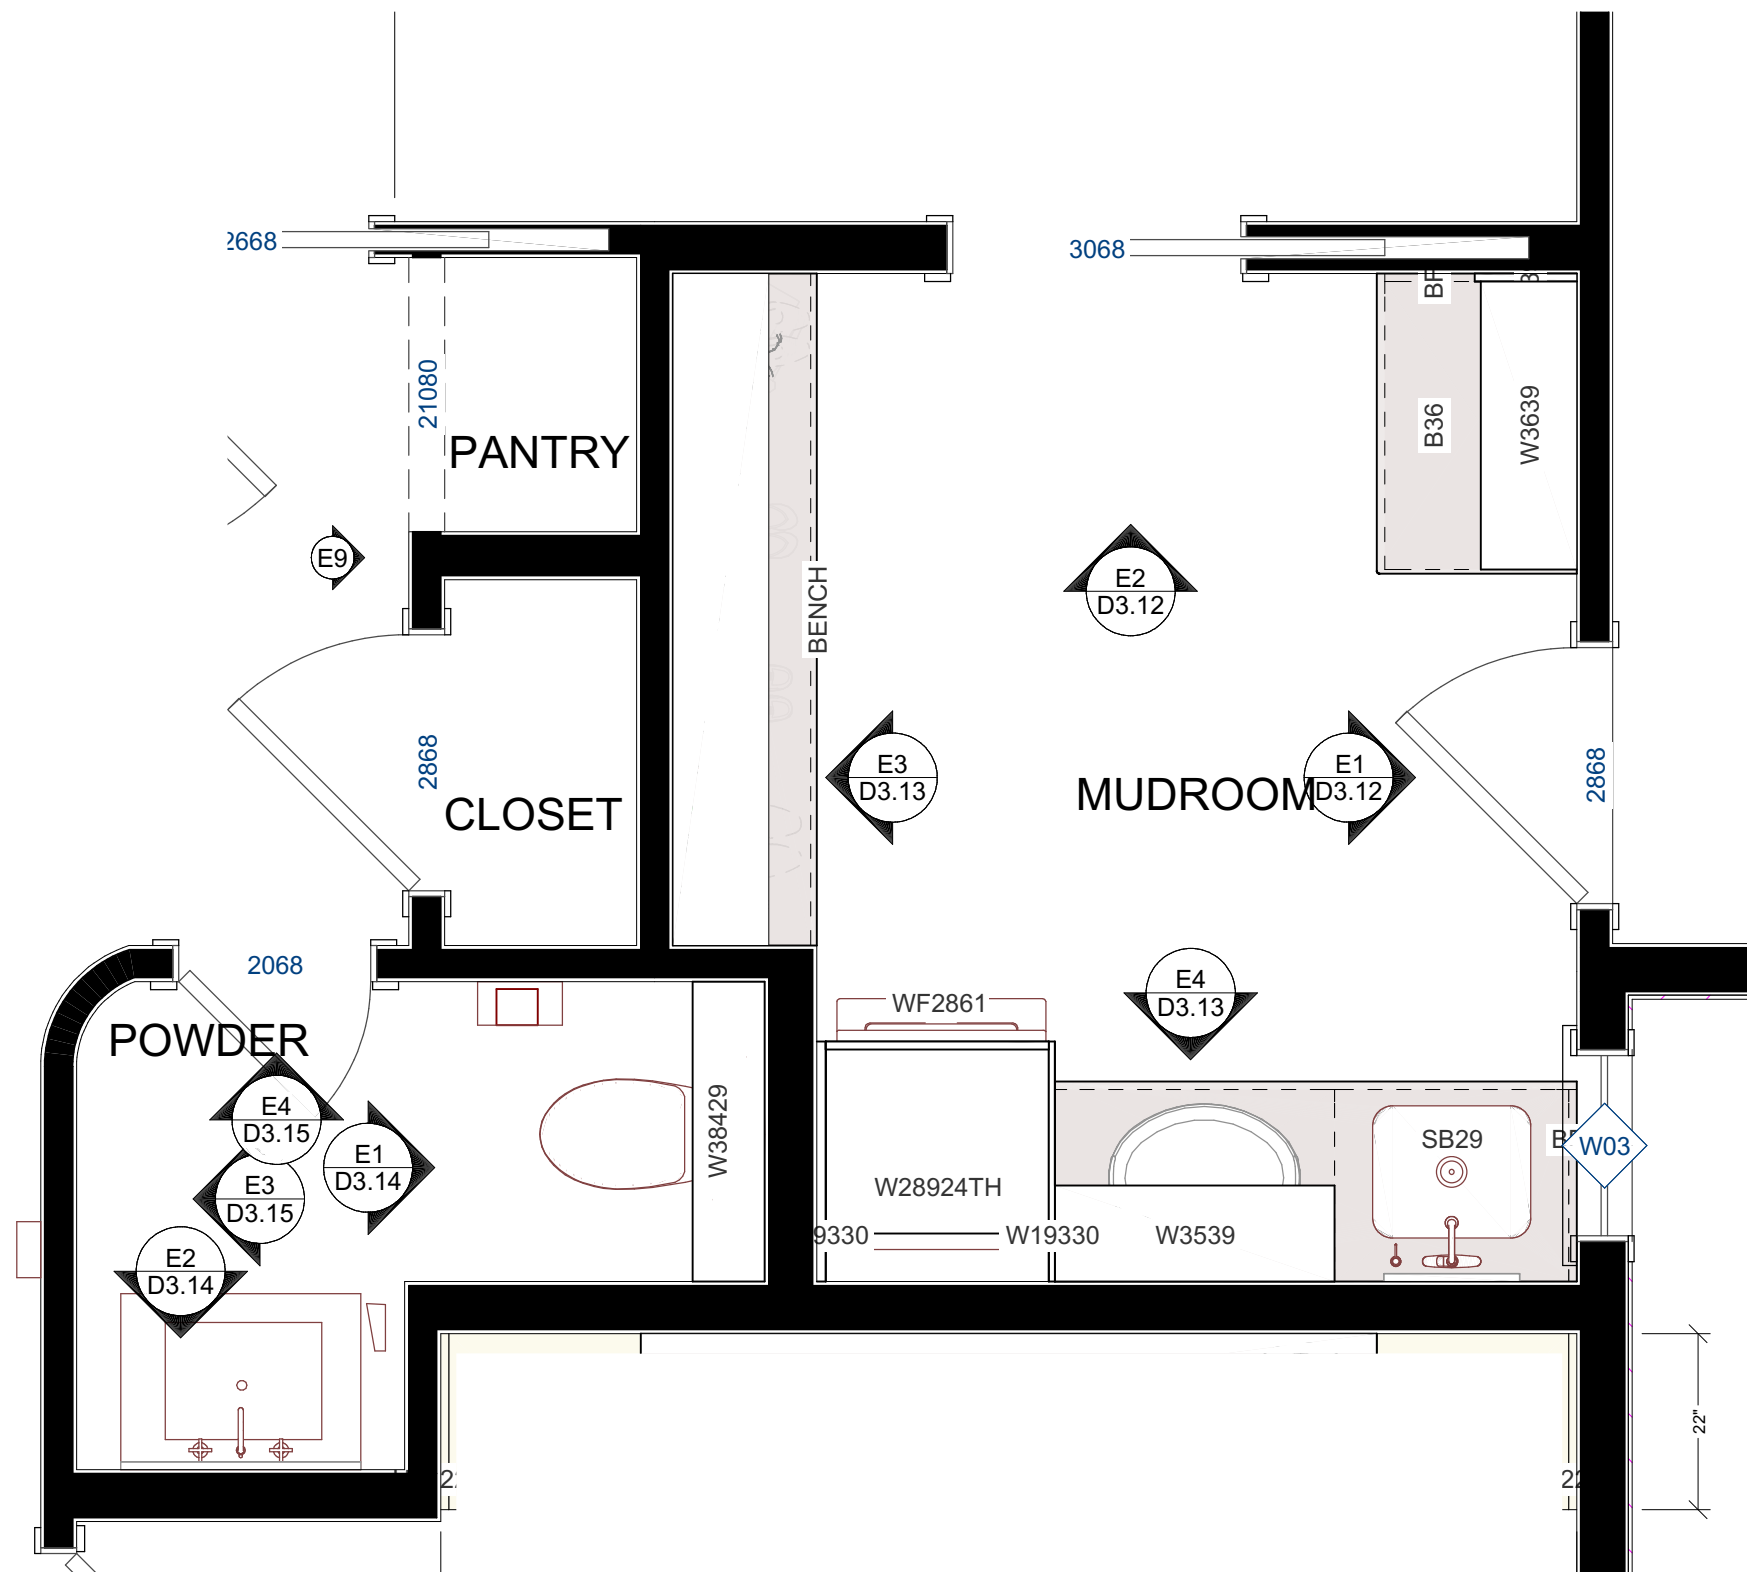 2668
3068
21080
PANTRY
B36
W3639
E9
E2
D3.12
BENCH
2868
E3
D3.13
MUDROOM
E1
D3.12
2868
CLOSET
2068
E4
D3.13
WF2861
POWDER
E4
D3.15
E1
D3.14
E3
D3.15
E2
D3.14
W38429
SB29
W03
W28924TH
9330
W19330
W3539
22"